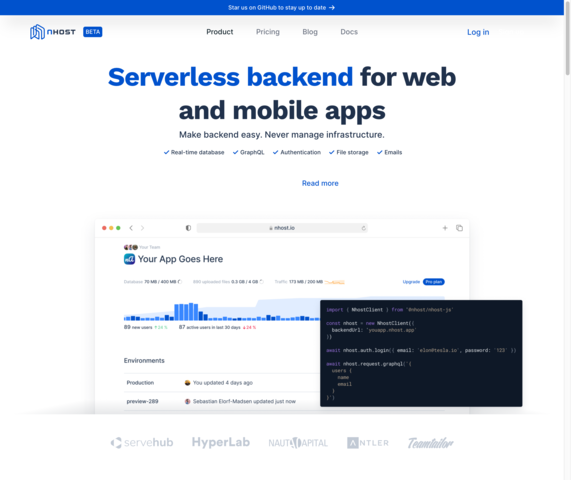 Star us on GitHub to stay up to date →
nHOST BETA Product Pricing Blog Docs Log in
Serverless backend for web
and mobile apps
Make backend easy. Never manage infrastructure.
Real-time database GraphQL Authentication File storage Emails
Read more
nhost.io
Your Team
Your App Goes Here
Database 70 MB / 400 MB uploaded files 0.3 GB / 4 GB Traffic 173 MB / 200 MB Upgrade Pro plan
89 new users 87 active users in last 30 days
import { NhostClient } from '@nhost/nhost-js'
const nhost = new NhostClient({
backendUrl: 'youapp.nhost.app'
})
await nhost.auth.login({ email: 'elon@tesla.io', password: '123' })
await nhost.request.graphql(`{
users {
name
email
}
}`)
Environments
Production You updated 4 days ago
preview-289 Sebastian Elorf-Madsen updated just now
servehub HyperLab NAUTACAPITAL ANTLER Teamtailor